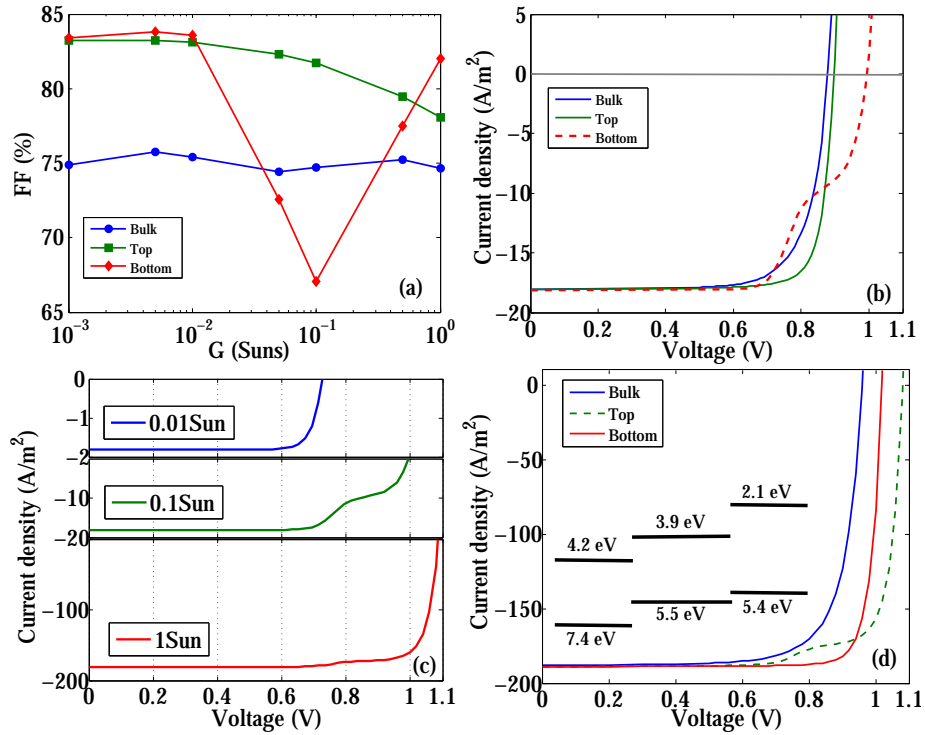 85
80
75
70
65
FF (%)
Bulk
Top
Bottom
(a)
10⁻³ 10⁻² 10⁻¹ 10⁰
G (Suns)
5
0
−5
−10
−15
−20
Current density (A/m²)
Bulk
Top
Bottom
(b)
0 0.2 0.4 0.6 0.8 1 1.1
Voltage (V)
0
−1
−2
0.01Sun
2
−10
−20
0.1Sun
0
−100
−200
1Sun
Current density (A/m²)
(c)
0 0.2 0.4 0.6 0.8 1.0 1.1
Voltage (V)
0
−50
−100
−150
−200
Current density (A/m²)
Bulk
Top
Bottom
2.1 eV
3.9 eV
4.2 eV
5.5 eV
5.4 eV
7.4 eV
(d)
0 0.2 0.4 0.6 0.8 1 1.1
Voltage (V)